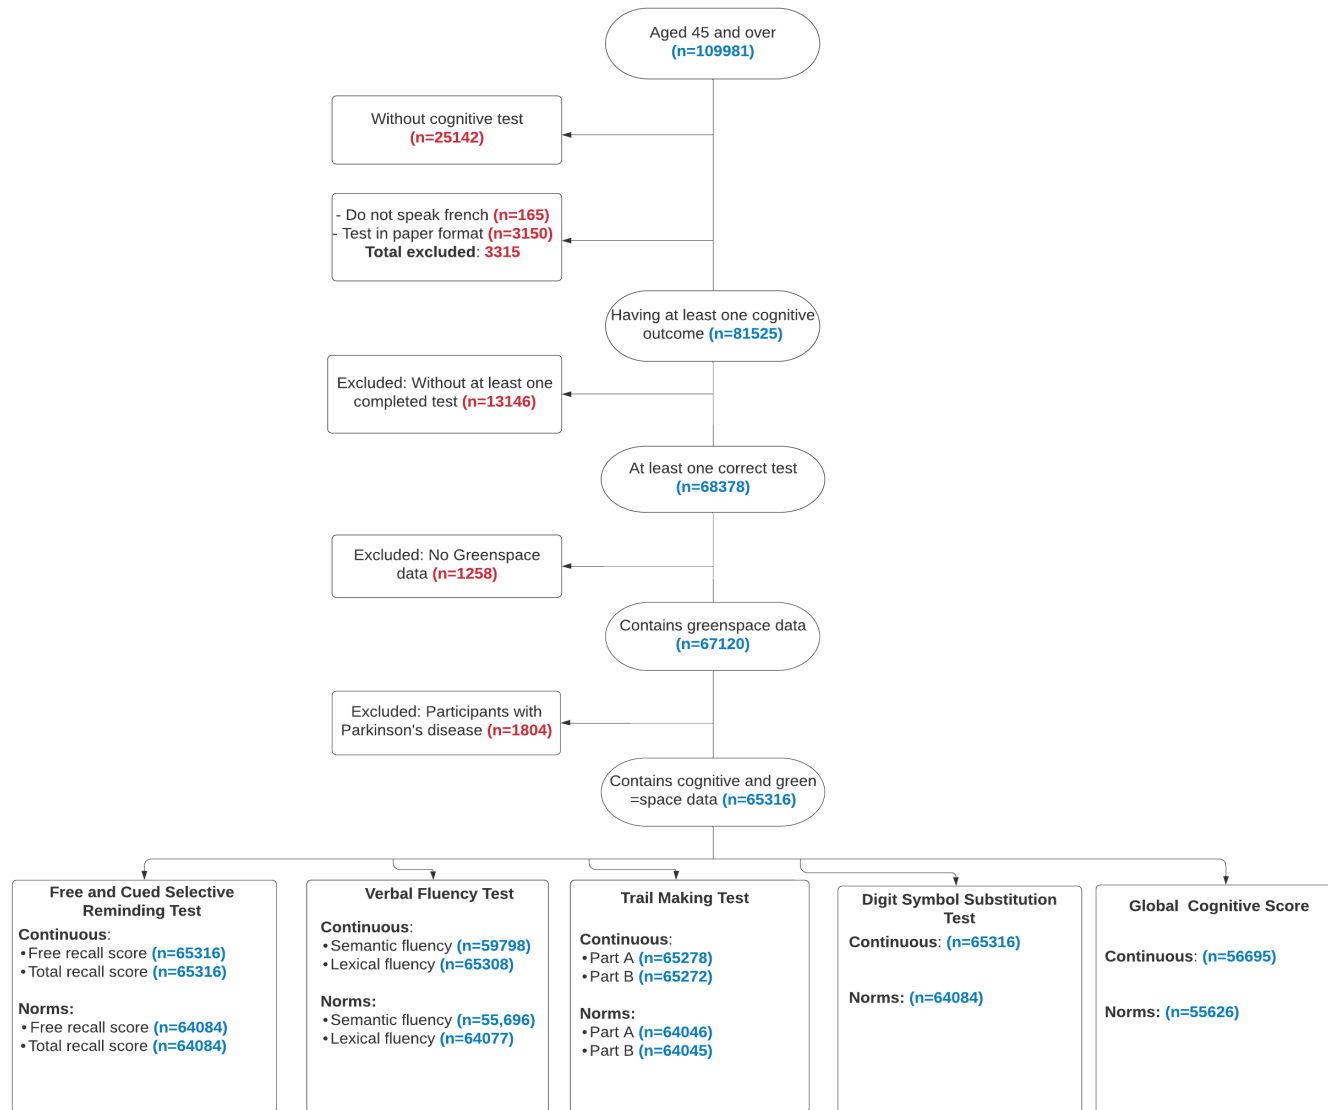 Aged 45 and over
(n=109981)
Without cognitive test
(n=25142)
- Do not speak french (n=165)
- Test in paper format (n=3150)
Total excluded: 3315
Having at least one cognitive
outcome (n=81525)
Excluded: Without at least one
completed test (n=13146)
At least one correct test
(n=68378)
Excluded: No Greenspace
data (n=1258)
Contains greenspace data
(n=67120)
Excluded: Participants with
Parkinson's disease (n=1804)
Contains cognitive and green
=space data (n=65316)
Free and Cued Selective
Reminding Test
Continuous:
• Free recall score (n=65316)
• Total recall score (n=65316)
Norms:
• Free recall score (n=64084)
• Total recall score (n=64084)
Verbal Fluency Test
Continuous:
• Semantic fluency (n=59798)
• Lexical fluency (n=65308)
Norms:
• Semantic fluency (n=55,696)
• Lexical fluency (n=64077)
Trail Making Test
Continuous:
• Part A (n=65278)
• Part B (n=65272)
Norms:
• Part A (n=64046)
• Part B (n=64045)
Digit Symbol Substitution
Test
Continuous: (n=65316)
Norms: (n=64084)
Global Cognitive Score
Continuous: (n=56695)
Norms: (n=55626)